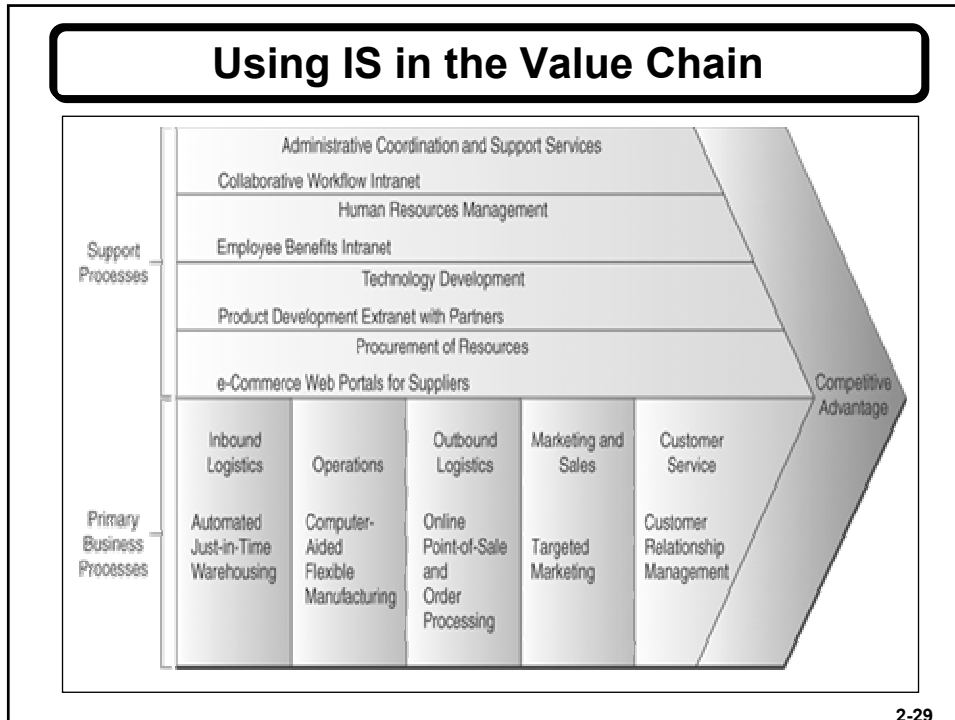 Using IS in the Value Chain
Administrative Coordination and Support Services
Collaborative Workflow Intranet
Human Resources Management
Employee Benefits Intranet
Technology Development
Product Development Extranet with Partners
Procurement of Resources
e-Commerce Web Portals for Suppliers
Support
Processes
Competitive
Advantage
Primary
Business
Processes
Inbound
Logistics
Automated
Just-in-Time
Warehousing
Operations
Computer-
Aided
Flexible
Manufacturing
Outbound
Logistics
Online
Point-of-Sale
and
Order
Processing
Marketing and
Sales
Targeted
Marketing
Customer
Service
Customer
Relationship
Management
2-29